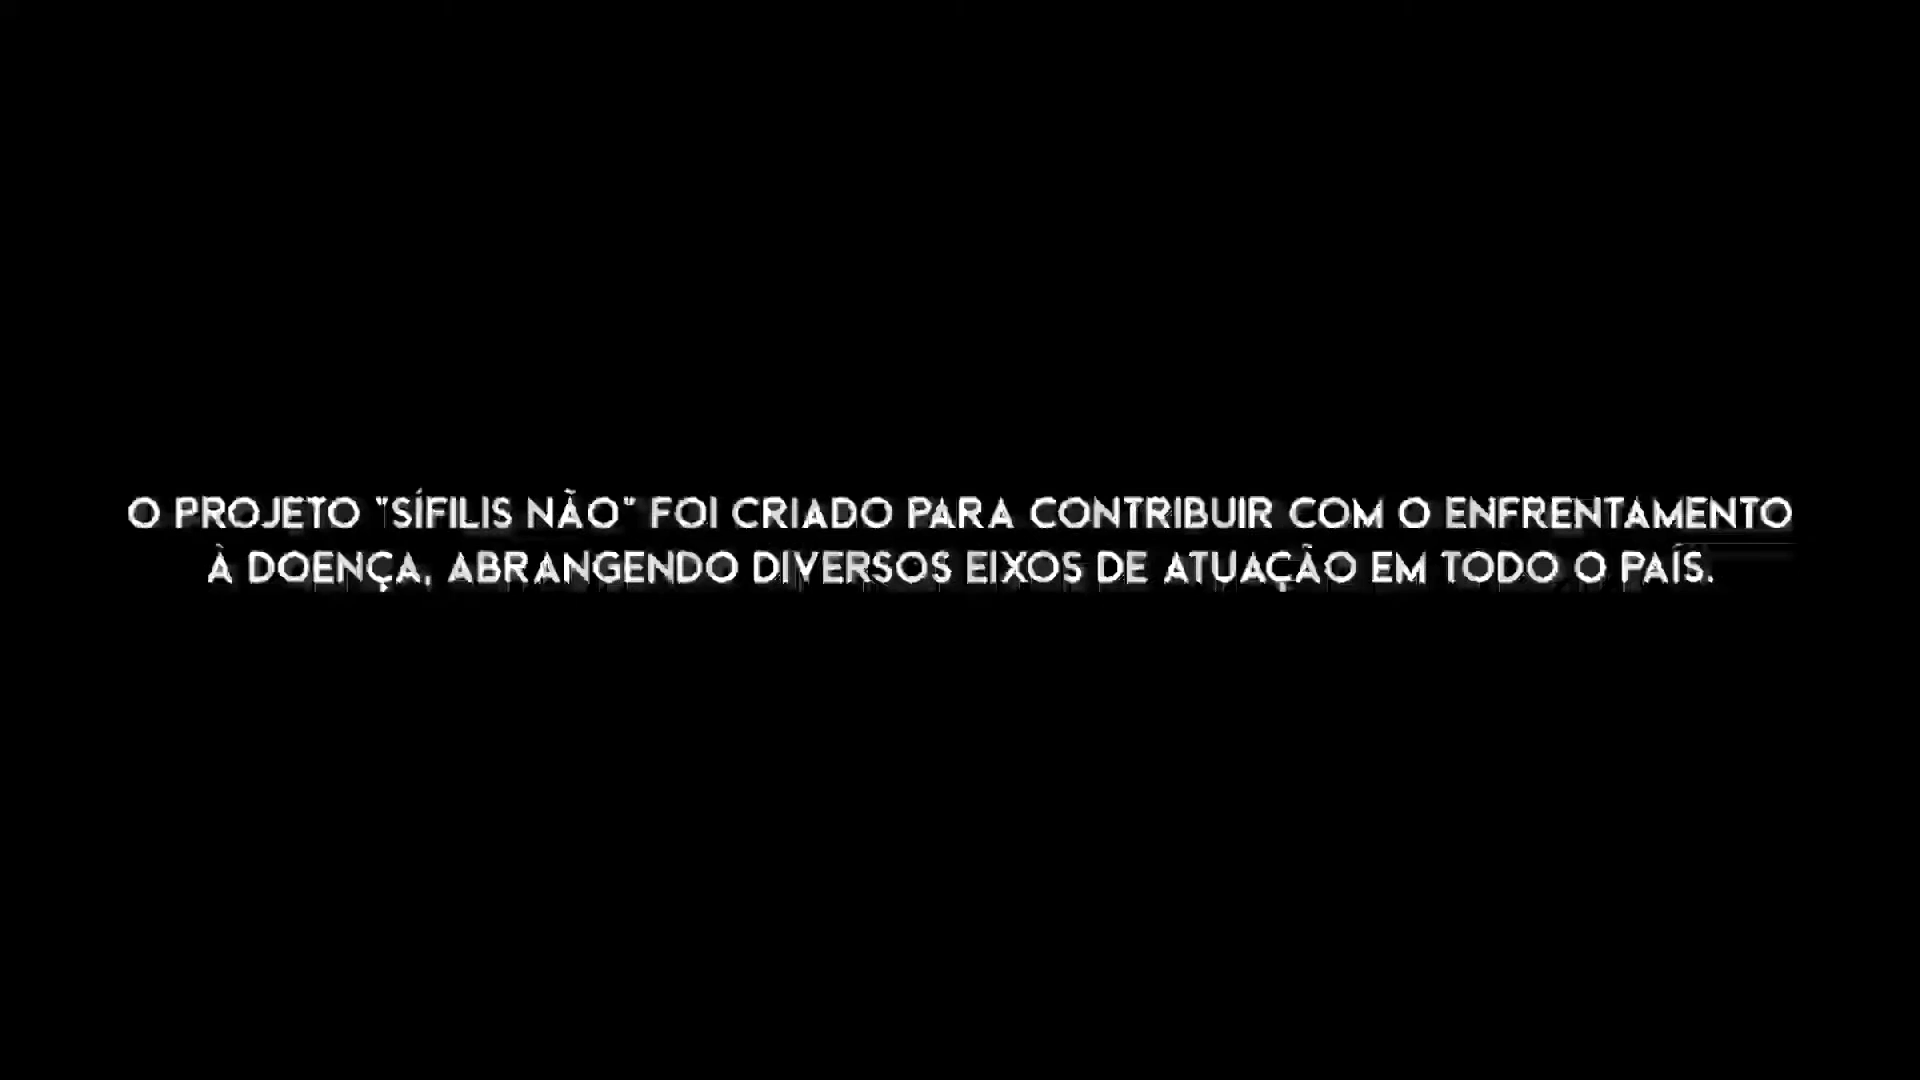 O PROJETO "SÍFILIS NÃO" FOI CRIADO PARA CONTRIBUIR COM O ENFRENTAMENTO
À DOENÇA, ABRANGENDO DIVERSOS EIXOS DE ATUAÇÃO EM TODO O PAÍS.